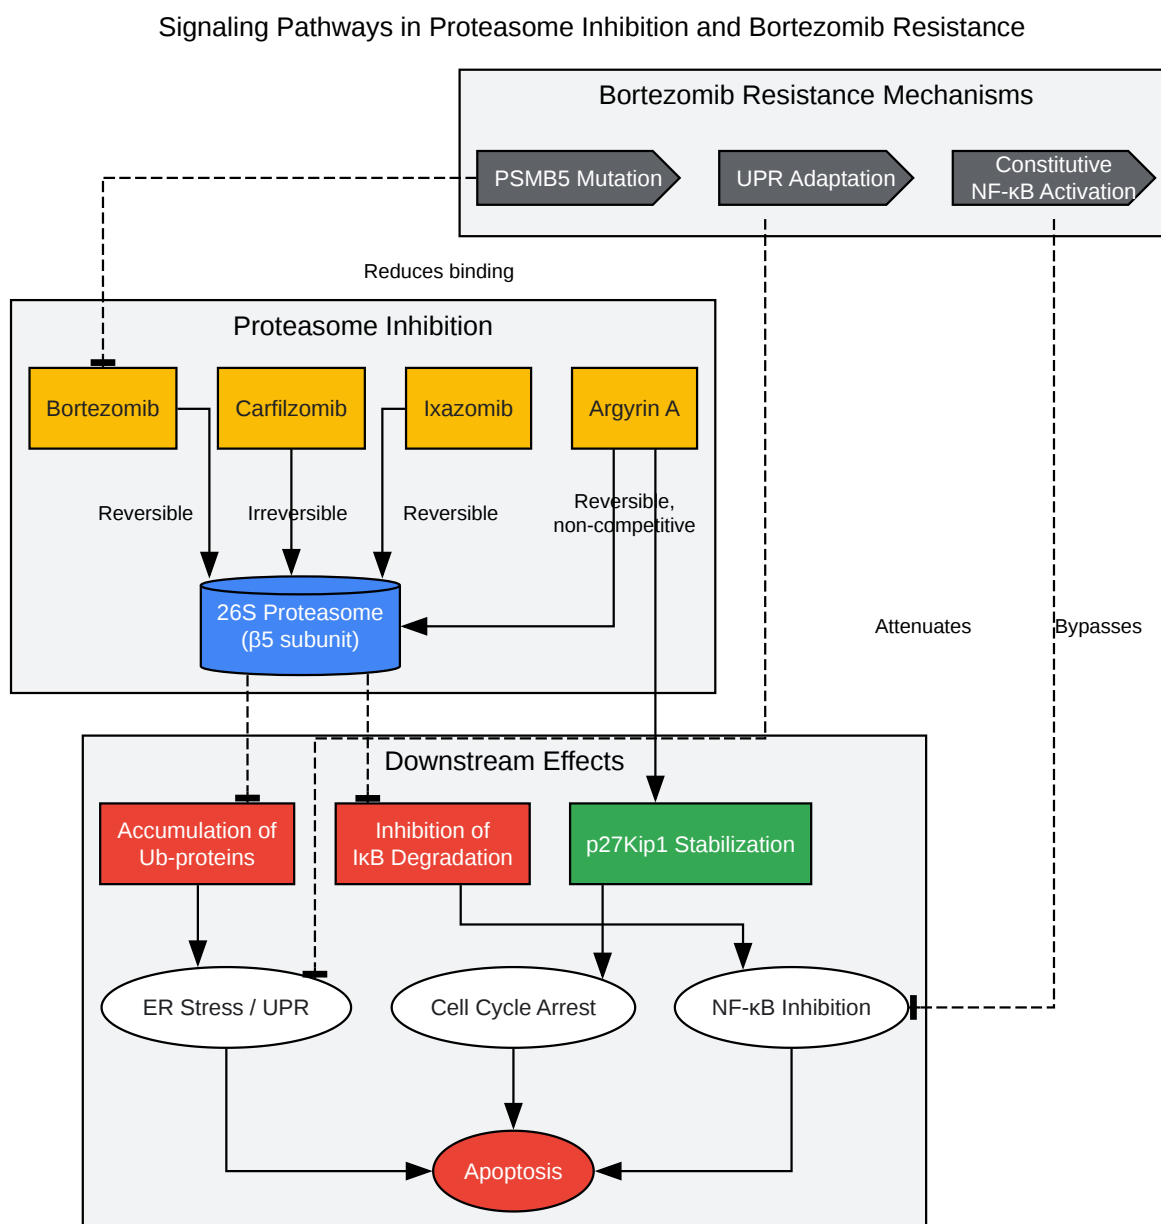 Signaling Pathways in Proteasome Inhibition and Bortezomib Resistance
Bortezomib Resistance Mechanisms
PSMB5 Mutation
UPR Adaptation
Constitutive
NF-κB Activation
Reduces binding
Proteasome Inhibition
Bortezomib
Carfilzomib
Ixazomib
Argyrin A
Reversible
Irreversible
Reversible
Reversible,
non-competitive
26S Proteasome
(β5 subunit)
Attenuates
Bypasses
Downstream Effects
Accumulation of
Ub-proteins
Inhibition of
IκB Degradation
p27Kip1 Stabilization
ER Stress / UPR
Cell Cycle Arrest
NF-κB Inhibition
Apoptosis